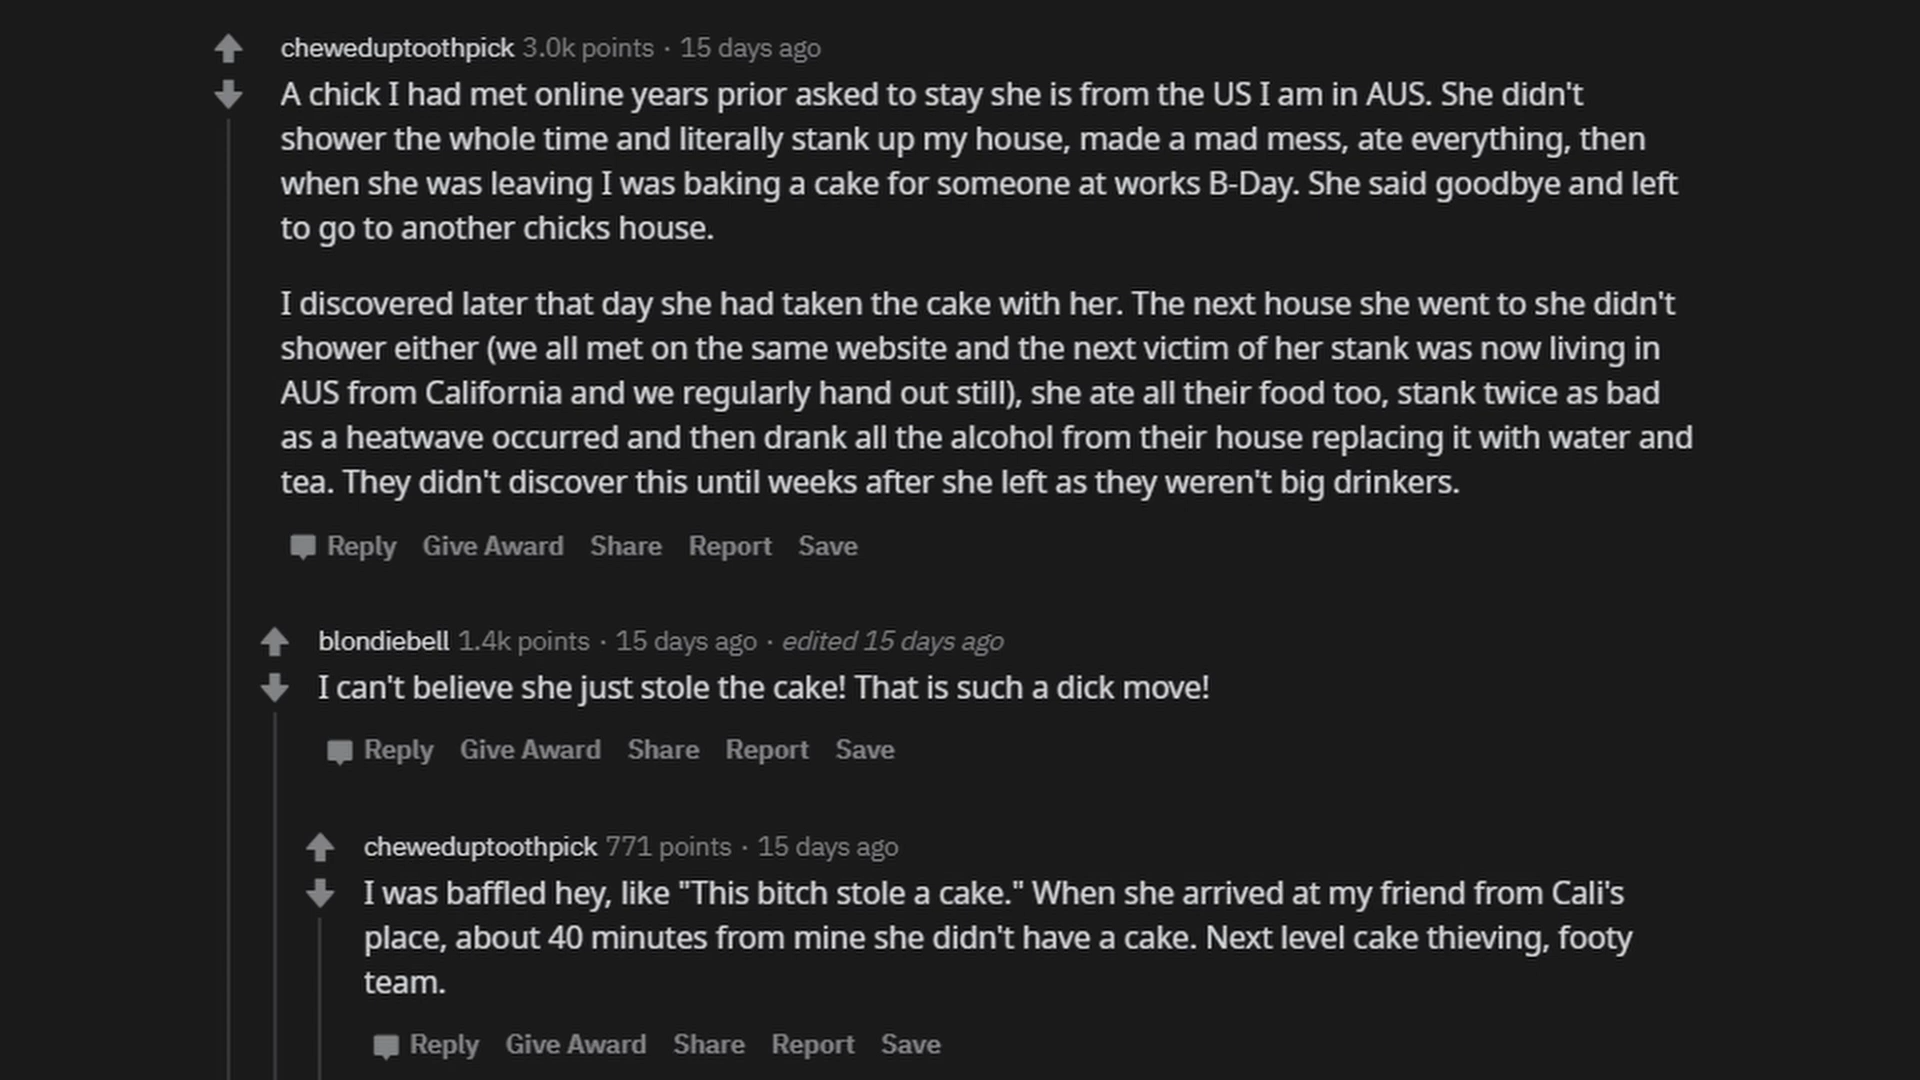 cheweduptoothpick 3.0k points · 15 days ago
A chick I had met online years prior asked to stay she is from the US I am in AUS. She didn't
shower the whole time and literally stank up my house, made a mad mess, ate everything, then
when she was leaving I was baking a cake for someone at works B-Day. She said goodbye and left
to go to another chicks house.
I discovered later that day she had taken the cake with her. The next house she went to she didn't
shower either (we all met on the same website and the next victim of her stank was now living in
AUS from California and we regularly hand out still), she ate all their food too, stank twice as bad
as a heatwave occurred and then drank all the alcohol from their house replacing it with water and
tea. They didn't discover this until weeks after she left as they weren't big drinkers.
Reply Give Award Share Report Save
blondiebell 1.4k points · 15 days ago · edited 15 days ago
I can't believe she just stole the cake! That is such a dick move!
Reply Give Award Share Report Save
cheweduptoothpick 771 points · 15 days ago
I was baffled hey, like "This bitch stole a cake." When she arrived at my friend from Cali's
place, about 40 minutes from mine she didn't have a cake. Next level cake thieving, footy
team.
Reply Give Award Share Report Save